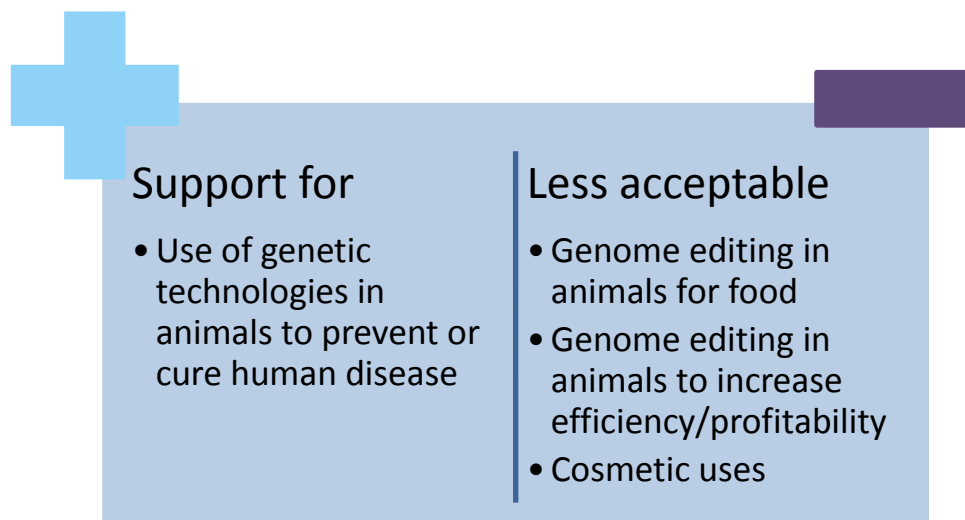 Support for
• Use of genetic
technologies in
animals to prevent or
cure human disease
Less acceptable
• Genome editing in
animals for food
• Genome editing in
animals to increase
efficiency/profitability
• Cosmetic uses